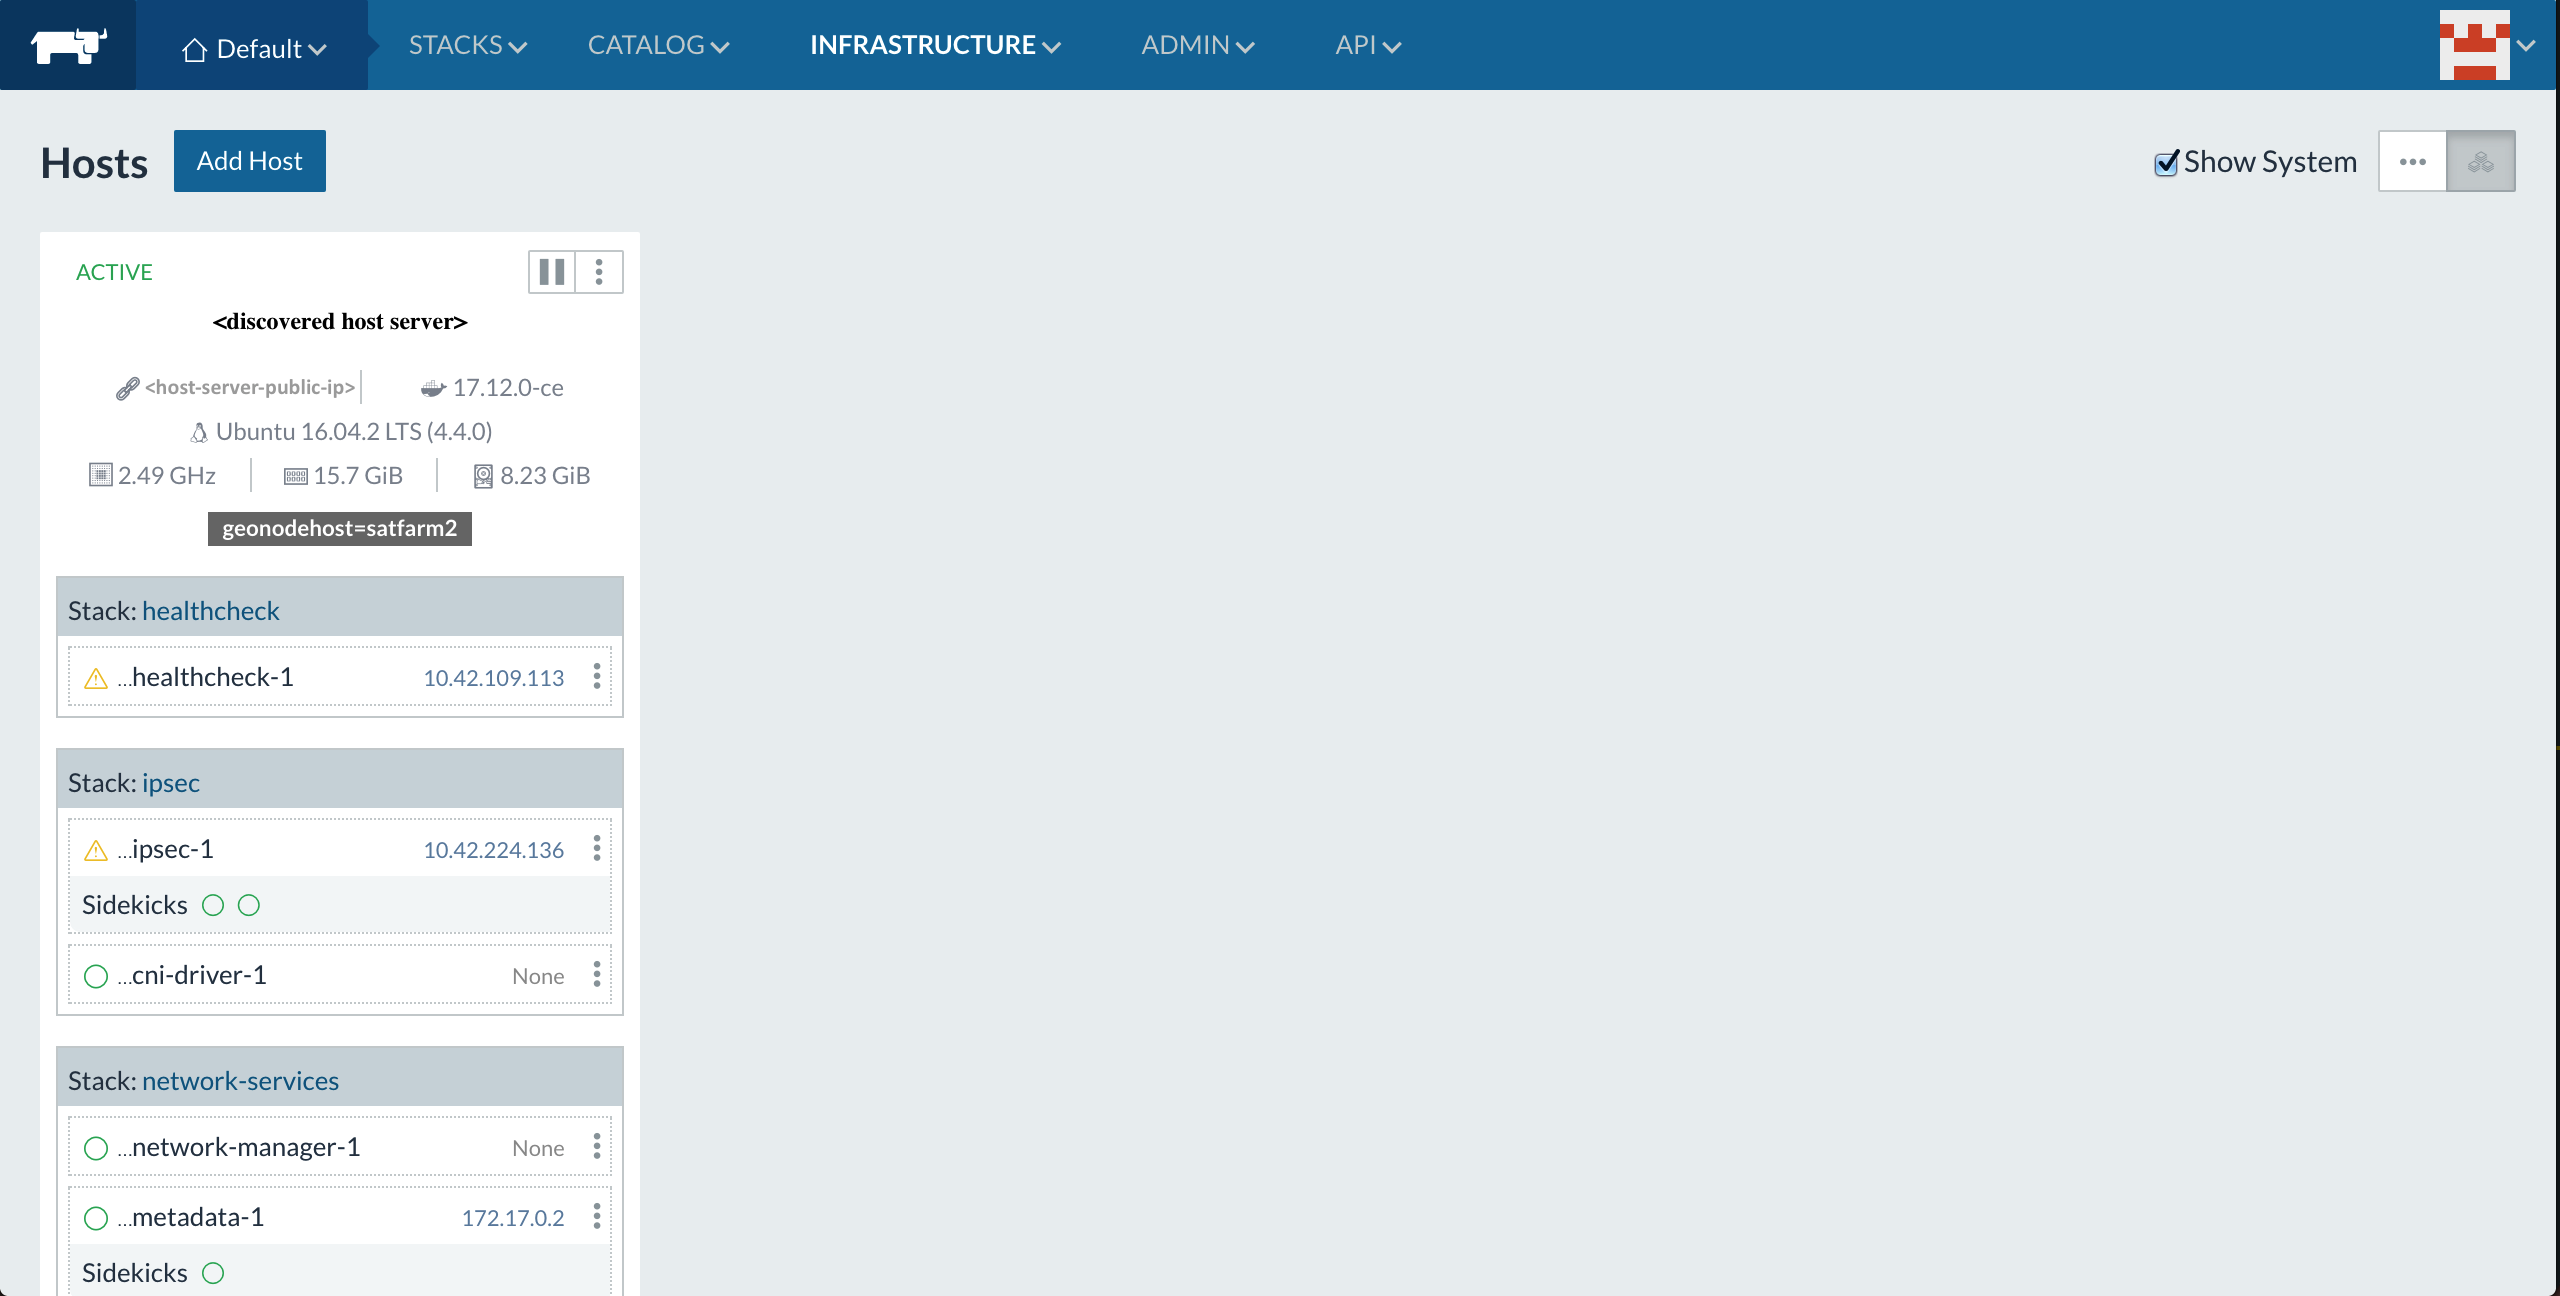 Default STACKS CATALOG INFRASTRUCTURE ADMIN API
Hosts Add Host Show System
ACTIVE
<discovered host server>
<host-server-public-ip> 17.12.0-ce
Ubuntu 16.04.2 LTS (4.4.0)
2.49 GHz 15.7 GiB 8.23 GiB
geonodehost=satfarm2
Stack: healthcheck
...healthcheck-1 10.42.109.113
Stack: ipsec
...ipsec-1 10.42.224.136
Sidekicks
...cni-driver-1 None
Stack: network-services
...network-manager-1 None
...metadata-1 172.17.0.2
Sidekicks